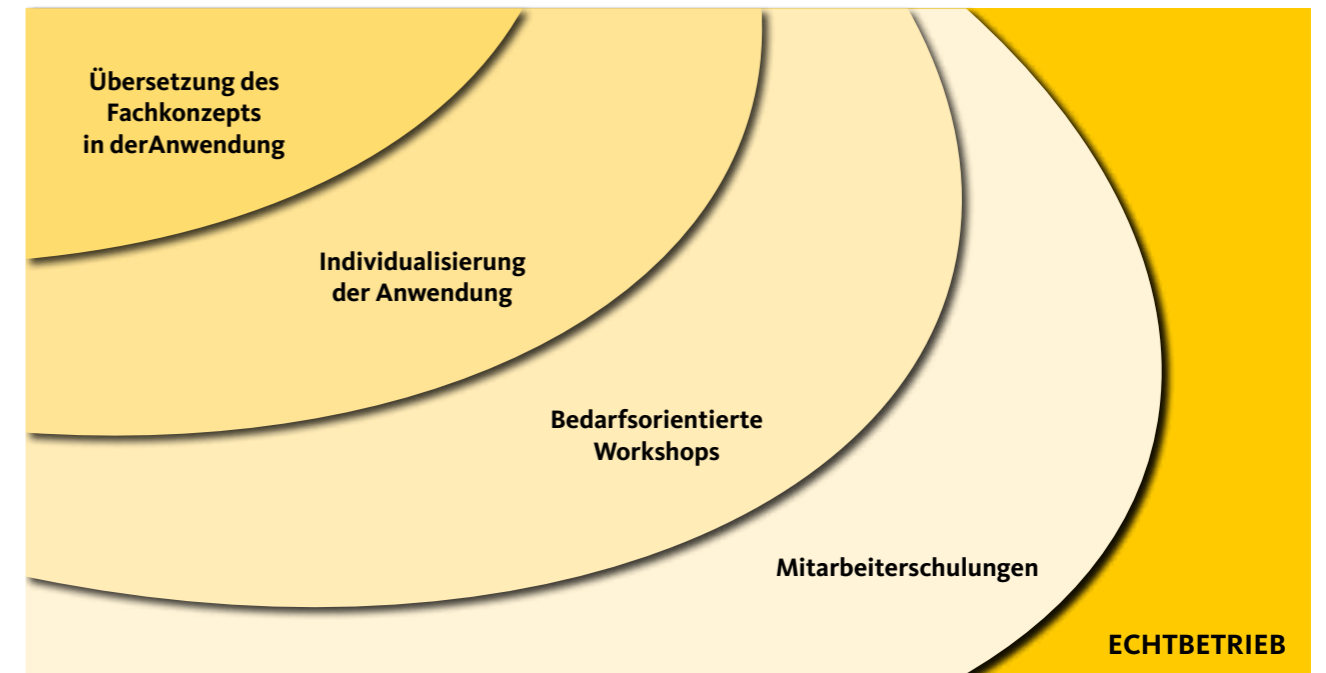 Übersetzung des
Fachkonzepts
in derAnwendung
Individualisierung
der Anwendung
Bedarfsorientierte
Workshops
Mitarbeiterschulungen
ECHTBETRIEB